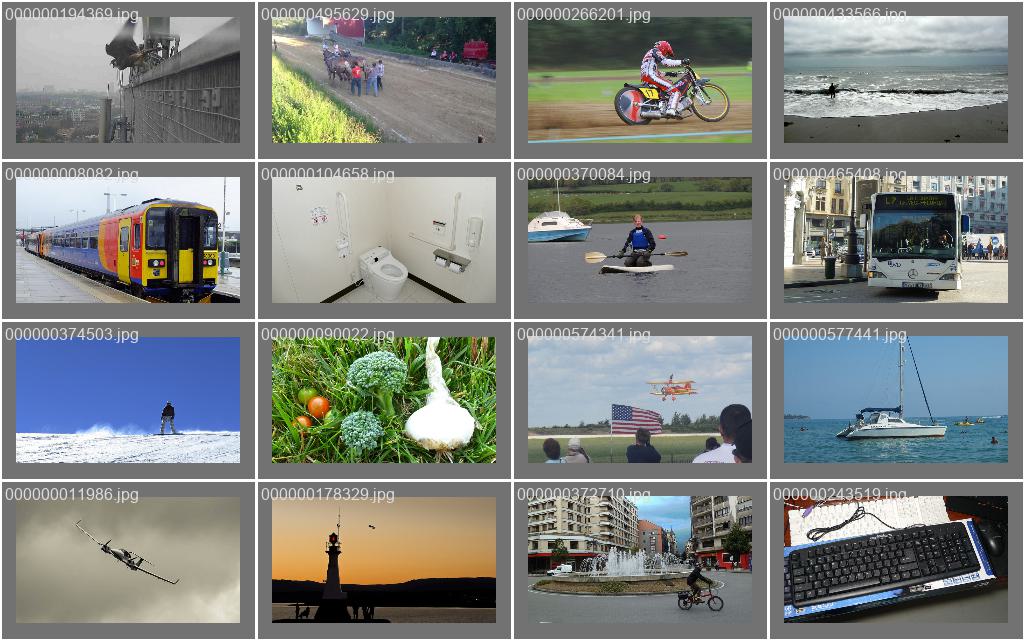 000000194369.jpg
000000495629.jpg
000000266201.jpg
000000433566.jpg
000000008082.jpg
000000104658.jpg
000000370084.jpg
000000465408.jpg
000000374503.jpg
000000090022.jpg
000000574341.jpg
000000577441.jpg
000000011986.jpg
000000178329.jpg
000000372710.jpg
000000243519.jpg